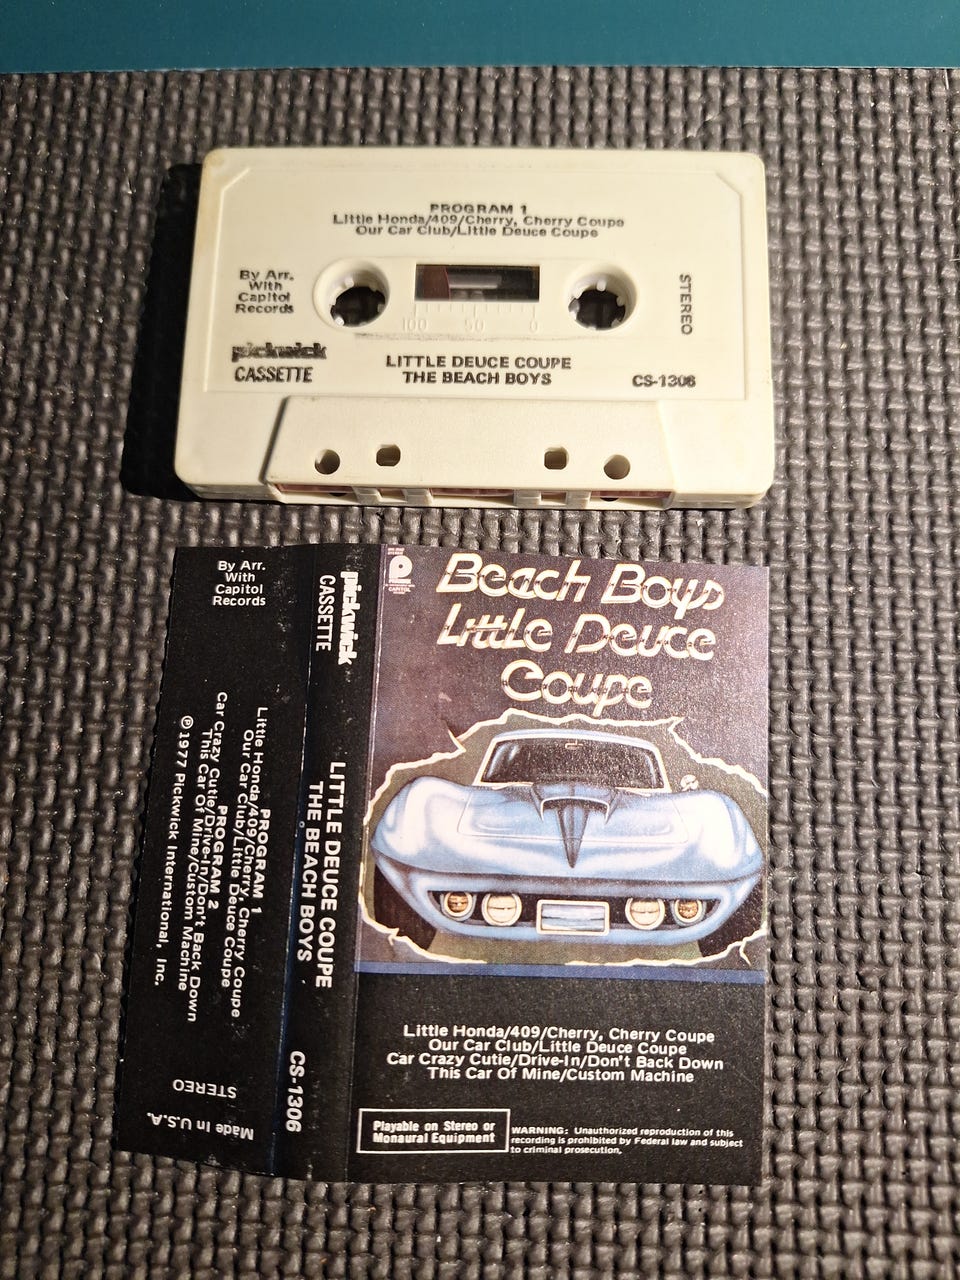 PROGRAM 1
Little Honda/409/Cherry, Cherry Coupe
Our Car Club/Little Deuce Coupe
By Arr.
With
Capitol
Records
STEREO
100 50 0
pickwick
CASSETTE
LITTLE DEUCE COUPE
THE BEACH BOYS
CS-1306
By Arr.
With
Capitol
Records
PROGRAM 1
Little Honda/409/Cherry, Cherry Coupe
Our Car Club/Little Deuce Coupe
PROGRAM 2
Car Crazy Cutie/Drive-In/Don't Back Down
This Car Of Mine/Custom Machine
℗1977 Pickwick International, Inc.
STEREO
Made In U.S.A.
pickwick
CASSETTE
LITTLE DEUCE COUPE
THE BEACH BOYS
CS-1306
Beach Boys
Little Deuce
Coupe
Little Honda/409/Cherry, Cherry Coupe
Our Car Club/Little Deuce Coupe
Car Crazy Cutie/Drive-In/Don't Back Down
This Car Of Mine/Custom Machine
Playable on Stereo or
Monaural Equipment
WARNING: Unauthorized reproduction of this
recording is prohibited by Federal law and subject
to criminal prosecution.